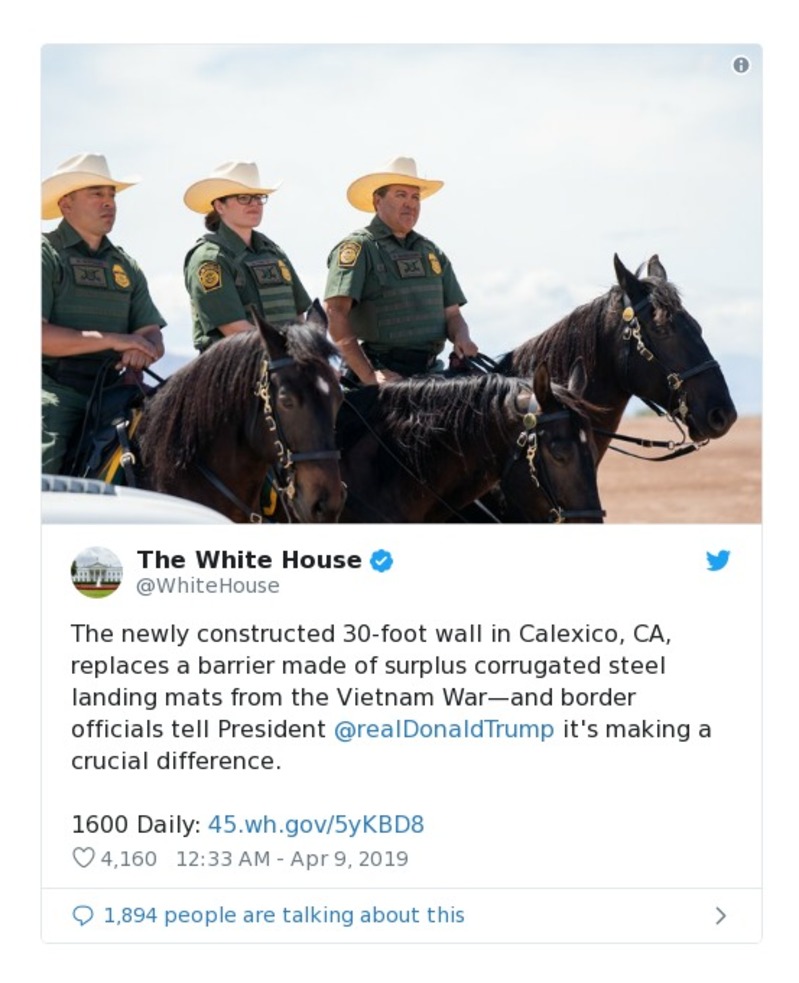 The White House
@WhiteHouse
The newly constructed 30-foot wall in Calexico, CA,
replaces a barrier made of surplus corrugated steel
landing mats from the Vietnam War—and border
officials tell President @realDonaldTrump it's making a
crucial difference.
1600 Daily: 45.wh.gov/5yKBD8
4,160 12:33 AM - Apr 9, 2019
1,894 people are talking about this